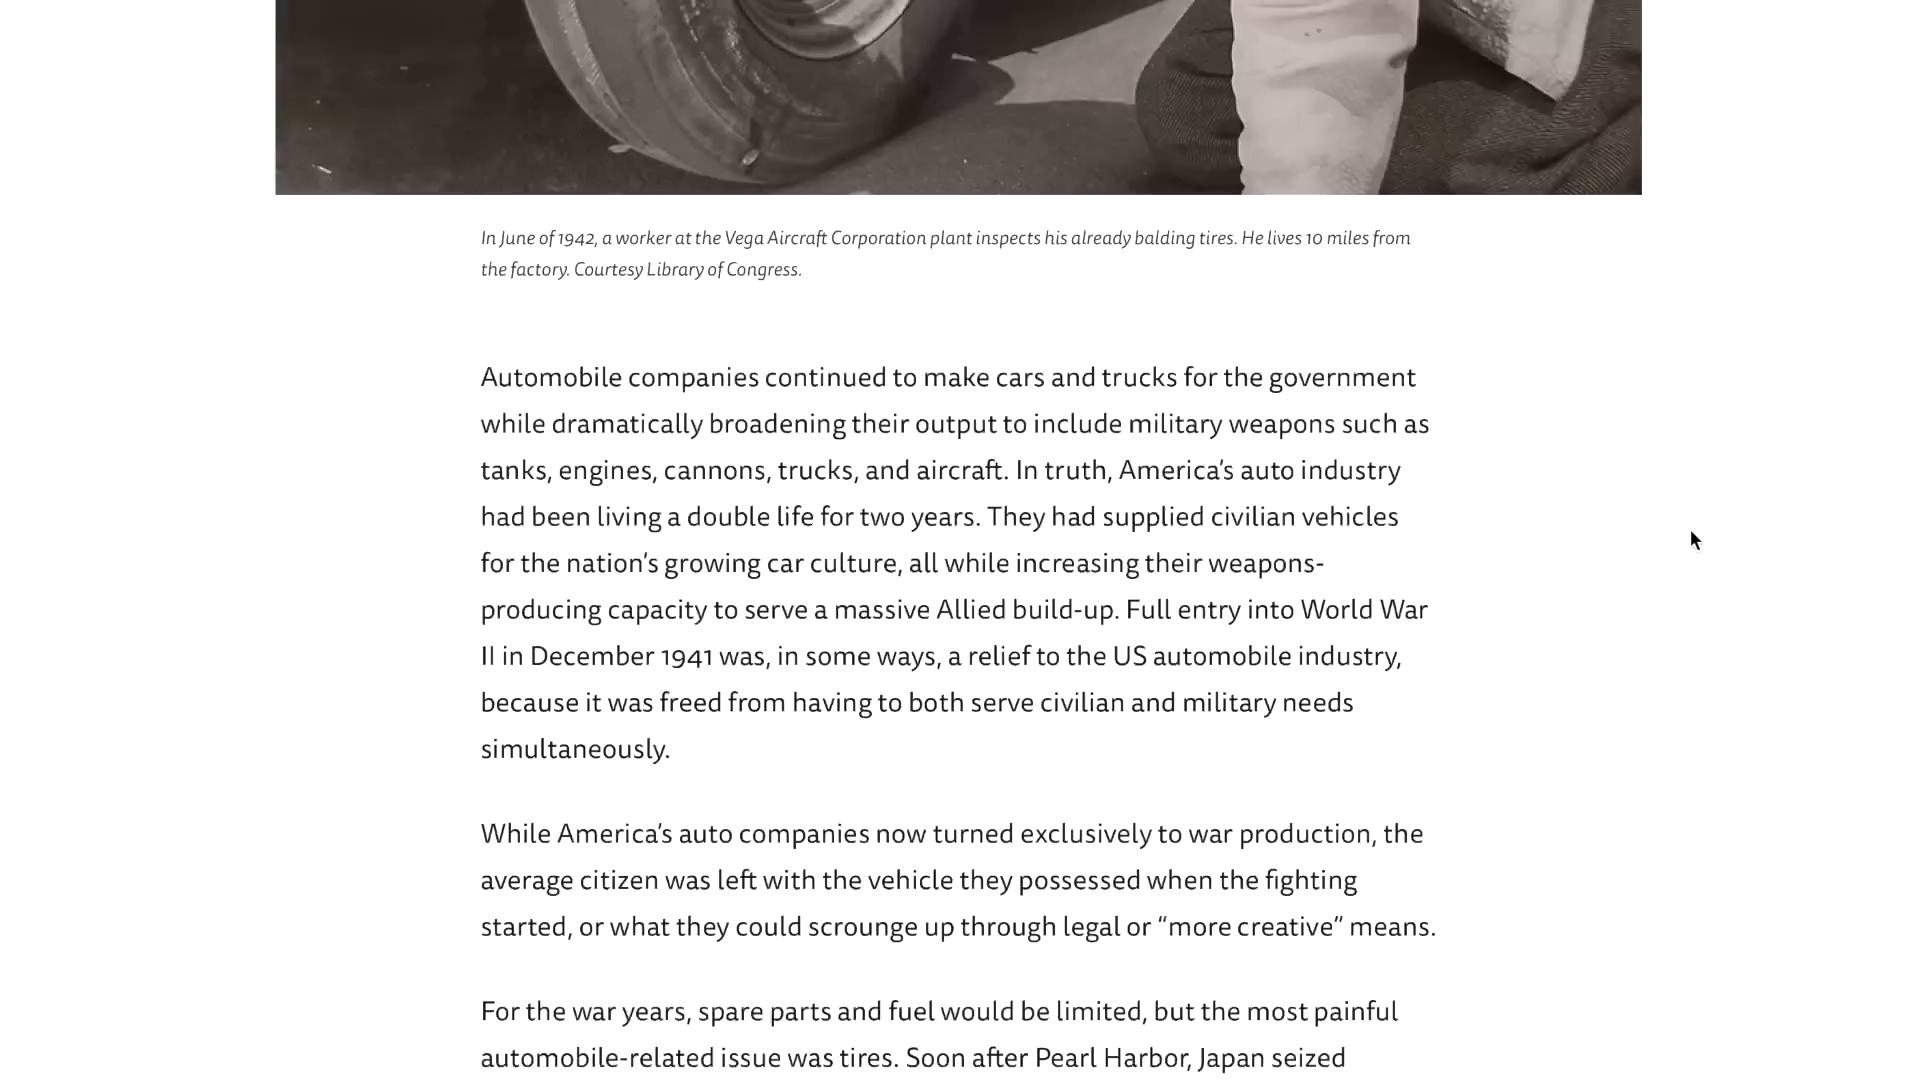 In June of 1942, a worker at the Vega Aircraft Corporation plant inspects his already balding tires. He lives 10 miles from
the factory. Courtesy Library of Congress.
Automobile companies continued to make cars and trucks for the government
while dramatically broadening their output to include military weapons such as
tanks, engines, cannons, trucks, and aircraft. In truth, America’s auto industry
had been living a double life for two years. They had supplied civilian vehicles
for the nation’s growing car culture, all while increasing their weapons-
producing capacity to serve a massive Allied build-up. Full entry into World War
II in December 1941 was, in some ways, a relief to the US automobile industry,
because it was freed from having to both serve civilian and military needs
simultaneously.
While America’s auto companies now turned exclusively to war production, the
average citizen was left with the vehicle they possessed when the fighting
started, or what they could scrounge up through legal or “more creative” means.
For the war years, spare parts and fuel would be limited, but the most painful
automobile-related issue was tires. Soon after Pearl Harbor, Japan seized